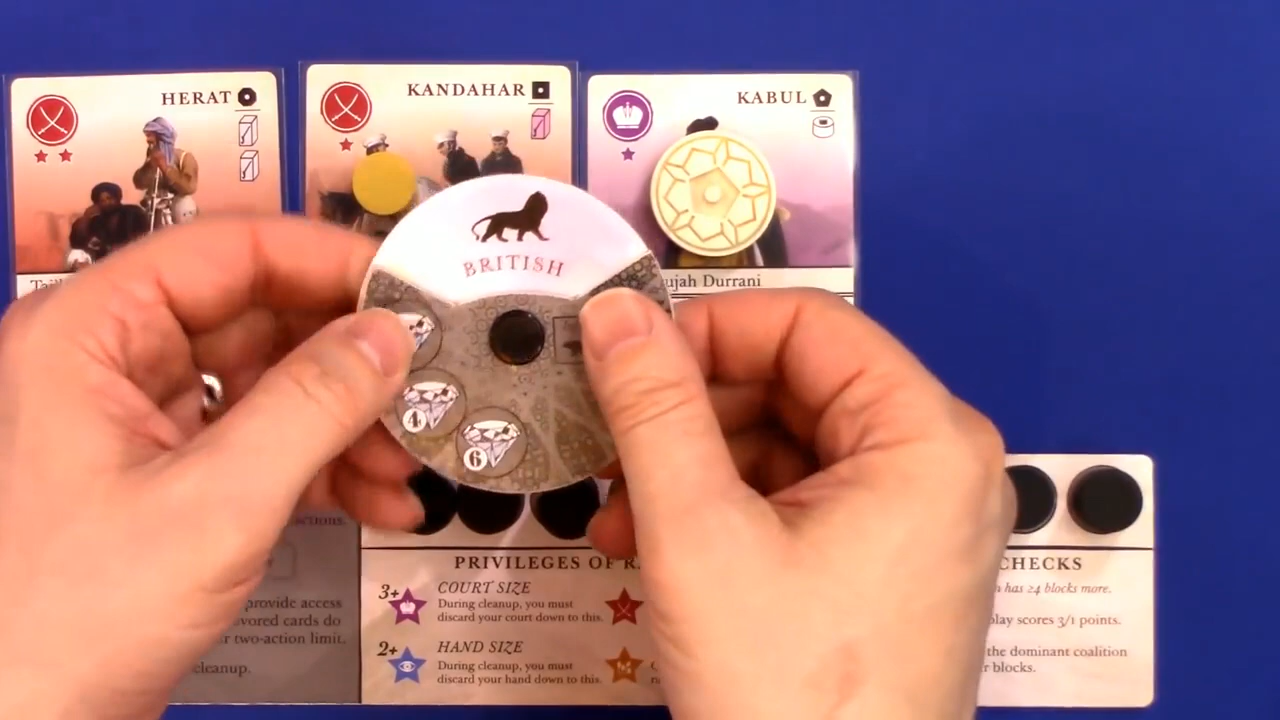 HERAT
KANDAHAR
KABUL
BRITISH
ujah Durrani
4
6
actions.
provide access
vored cards do
r two-action limit.
cleanup.
PRIVILEGES OF
3+
COURT SIZE
During cleanup, you must
discard your court down to this.
2+
HAND SIZE
During cleanup, you must
discard your hand down to this.
CHECKS
has 24 blocks more.
play scores 3/1 points.
the dominant coalition
r blocks.